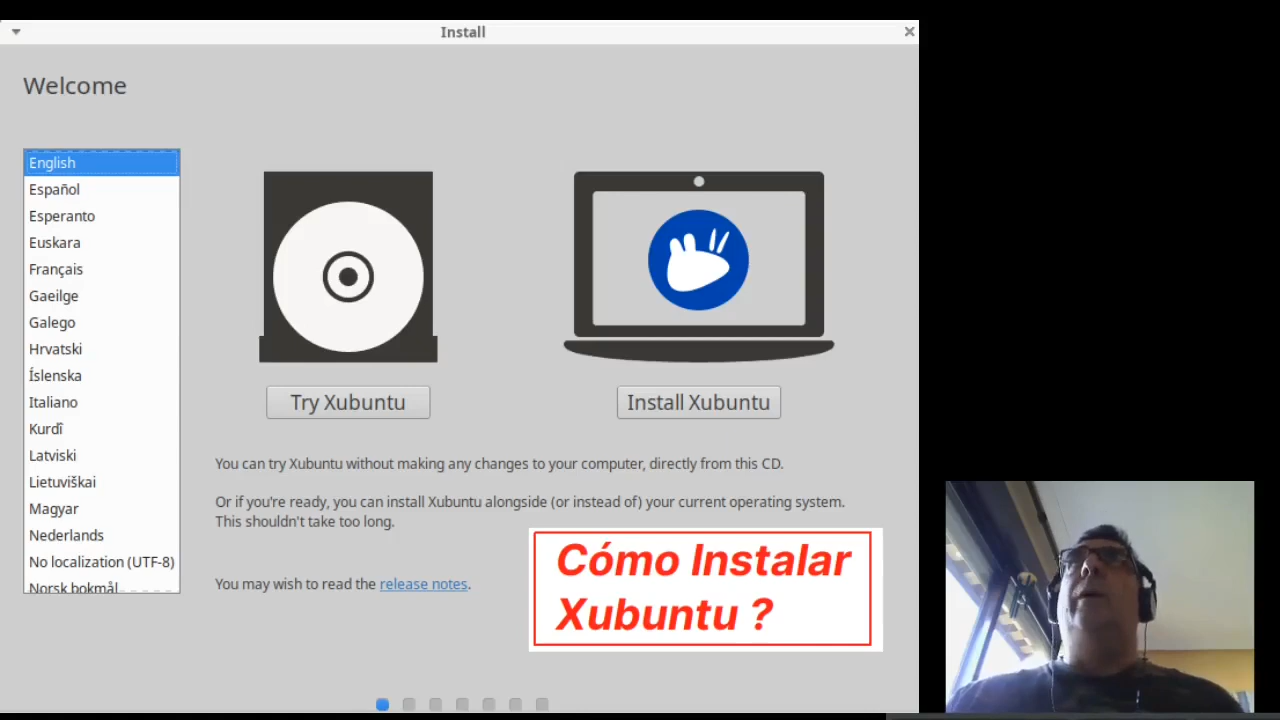 Install
Welcome
English
Español
Esperanto
Euskara
Français
Gaeilge
Galego
Hrvatski
Íslenska
Italiano
Kurdî
Latviski
Lietuviškai
Magyar
Nederlands
No localization (UTF-8)
Norsk bokmål
Try Xubuntu
Install Xubuntu
You can try Xubuntu without making any changes to your computer, directly from this CD.
Or if you're ready, you can install Xubuntu alongside (or instead of) your current operating system.
This shouldn't take too long.
You may wish to read the release notes.
Cómo Instalar
Xubuntu ?